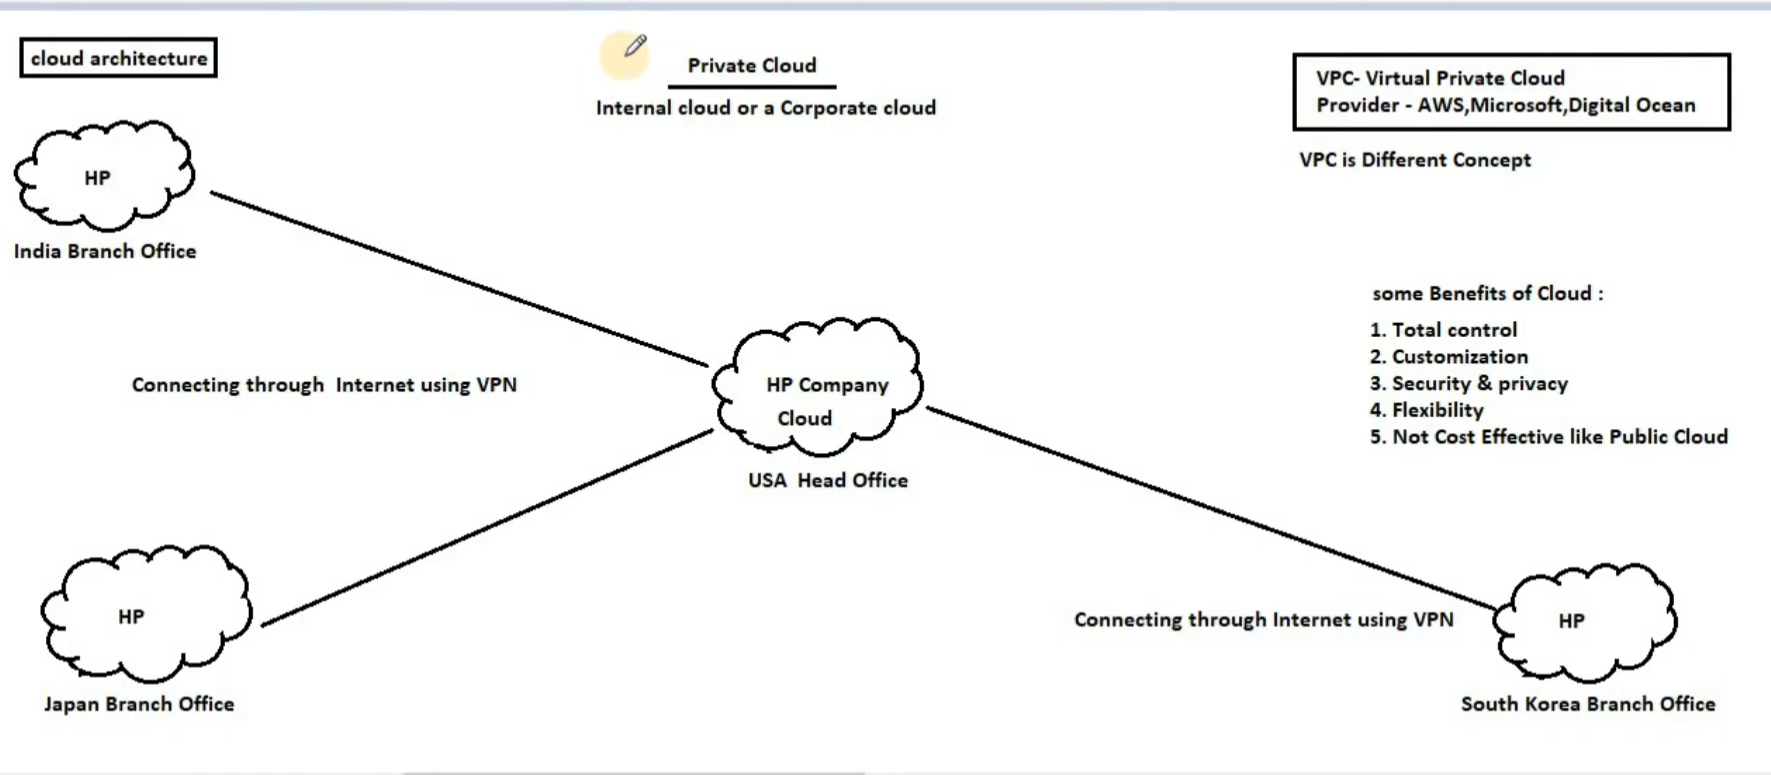 cloud architecture
Private Cloud
Internal cloud or a Corporate cloud
VPC- Virtual Private Cloud
Provider - AWS,Microsoft,Digital Ocean
VPC is Different Concept
HP
India Branch Office
some Benefits of Cloud :
1. Total control
2. Customization
3. Security & privacy
4. Flexibility
5. Not Cost Effective like Public Cloud
Connecting through Internet using VPN
HP Company
Cloud
USA Head Office
HP
Japan Branch Office
Connecting through Internet using VPN
HP
South Korea Branch Office